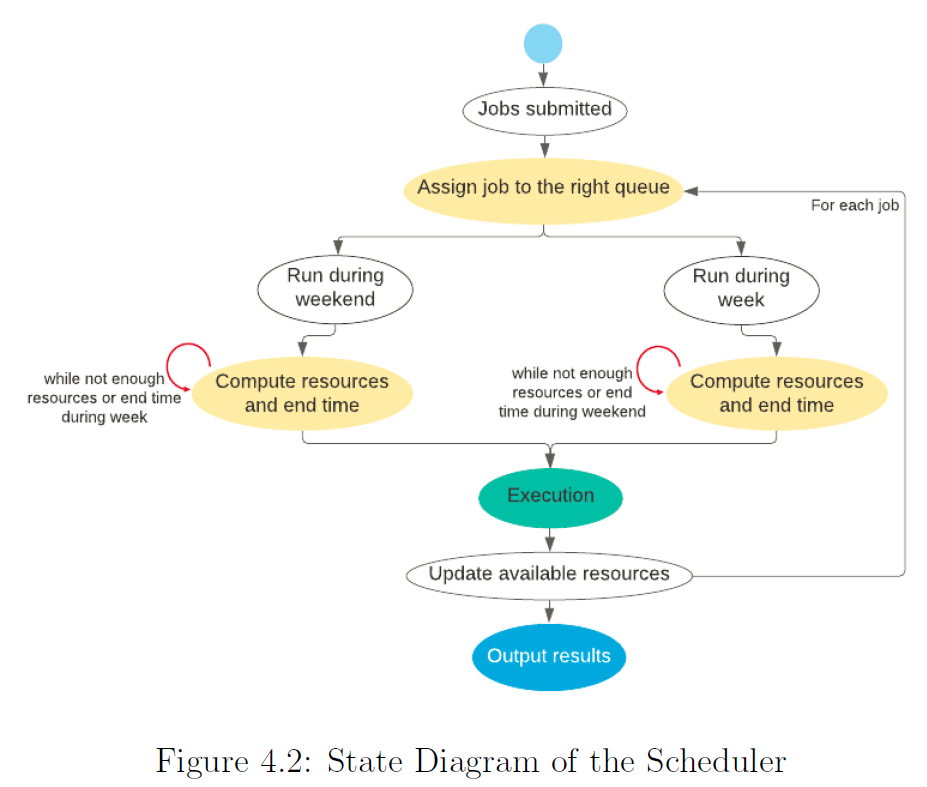 Jobs submitted
Assign job to the right queue
For each job
Run during
weekend
Run during
week
while not enough
resources or end time
during week
Compute resources
and end time
while not enough
resources or end
time during weekend
Compute resources
and end time
Execution
Update available resources
Output results
Figure 4.2: State Diagram of the Scheduler